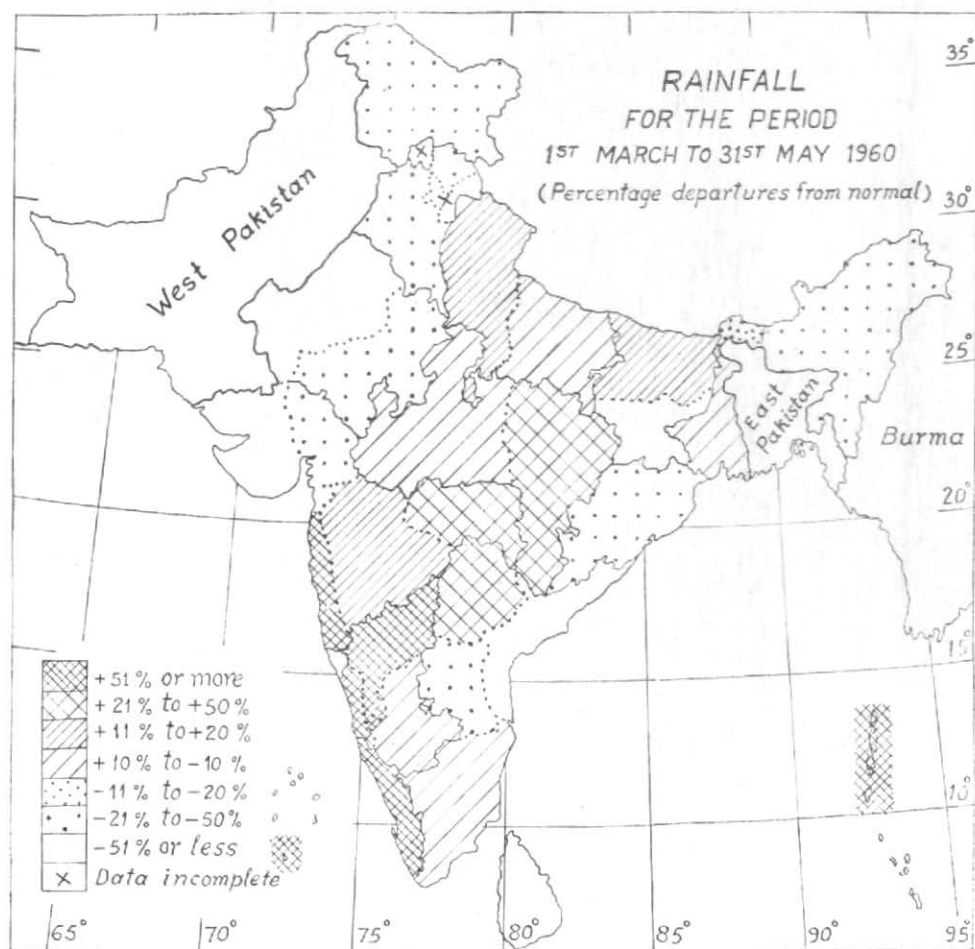 RAINFALL
FOR THE PERIOD
1ST MARCH TO 31ST MAY 1960
(Percentage departures from normal)
35°
30°
25°
20°
15°
10°
West Pakistan
East
Pakistan
Burma
+51% or more
+21% to +50%
+11% to +20%
+10% to -10%
-11% to -20%
-21% to -50%
-51% or less
× Data incomplete
65°
70°
75°
80°
85°
90°
95°